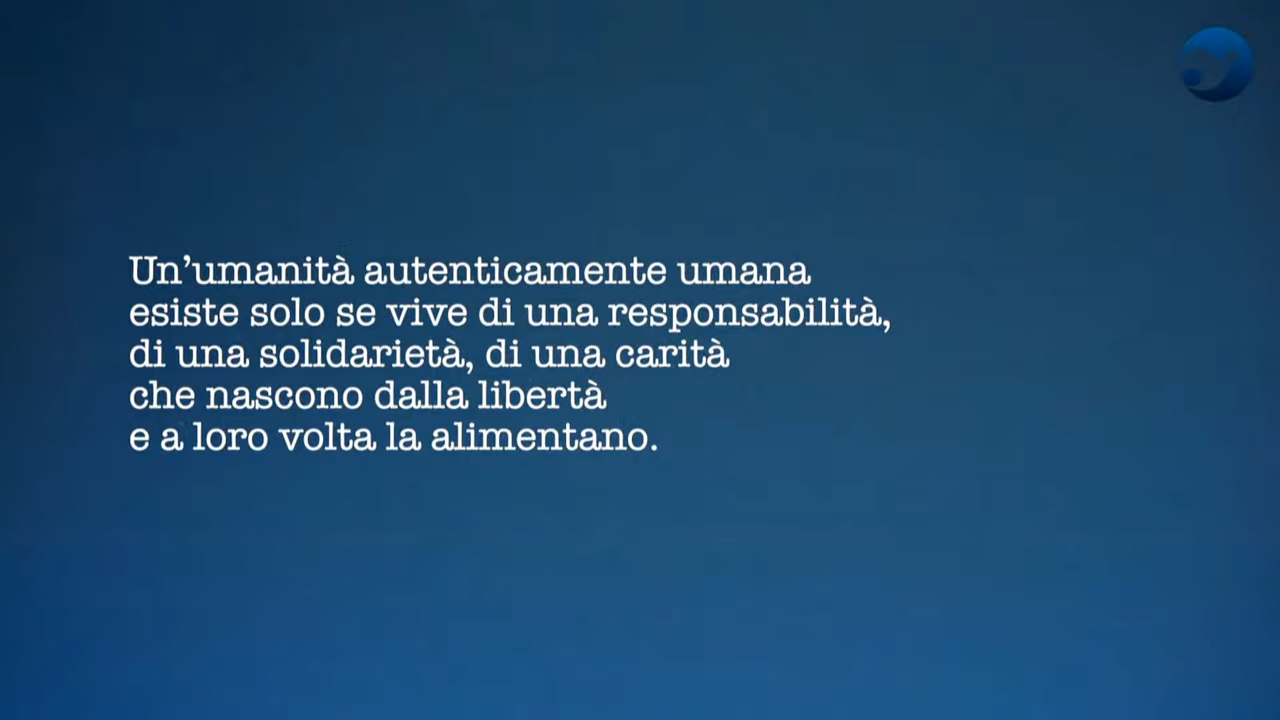 Un’umanità autenticamente umana
esiste solo se vive di una responsabilità,
di una solidarietà, di una carità
che nascono dalla libertà
e a loro volta la alimentano.